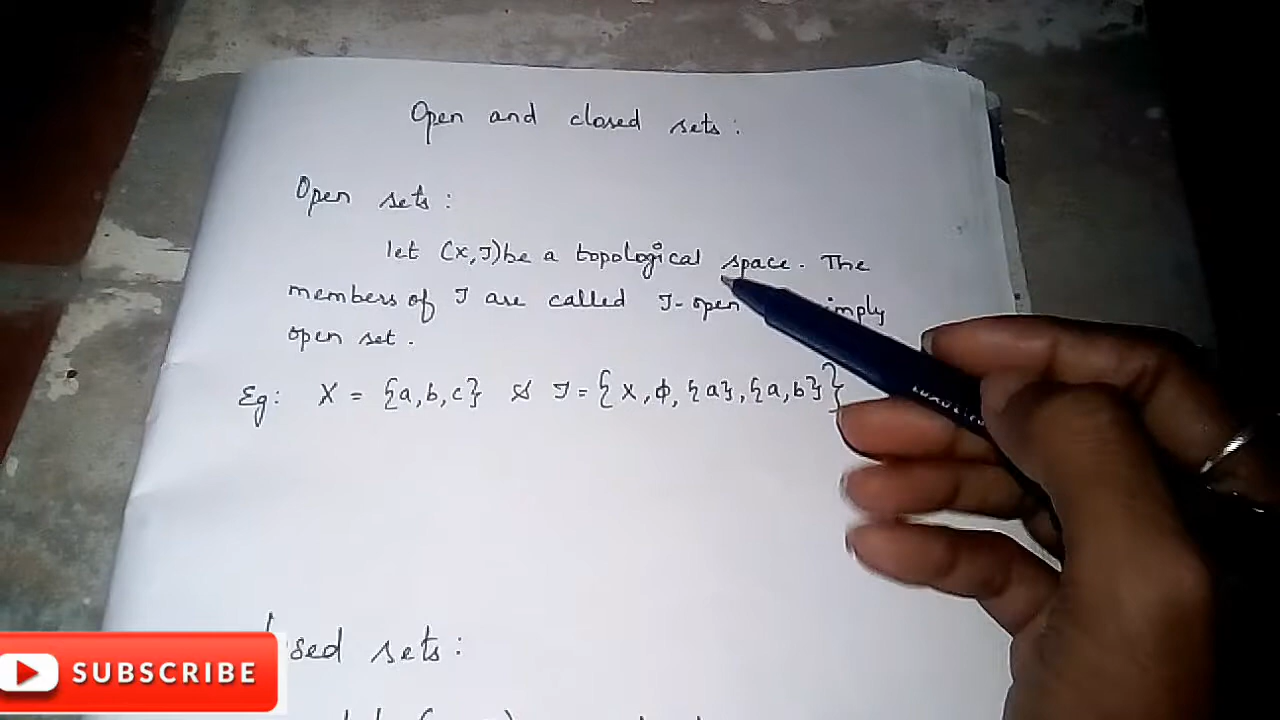 Open and closed sets:
Open sets:
let (X, T) be a topological space. The
members of T are called T-open simply
open set.
Eg: X = {a, b, c} & T = {X, ϕ, {a}, {a, b}}
sets:
SUBSCRIBE